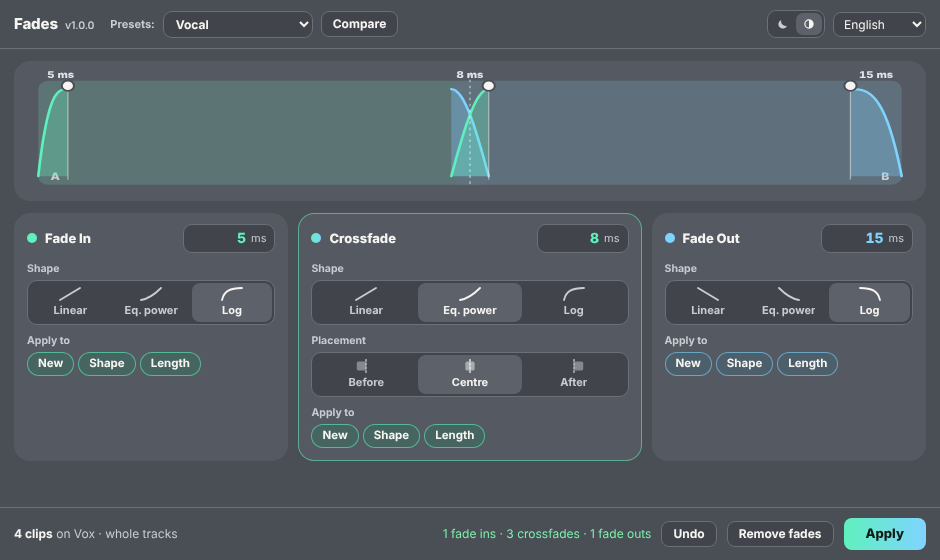 Fades v1.0.0 Presets: Vocal Compare English
5 ms 8 ms 15 ms
A B
Fade In 5 ms
Shape
Linear Eq. power Log
Apply to
New Shape Length
Crossfade 8 ms
Shape
Linear Eq. power Log
Placement
Before Centre After
Apply to
New Shape Length
Fade Out 15 ms
Shape
Linear Eq. power Log
Apply to
New Shape Length
4 clips on Vox · whole tracks 1 fade ins · 3 crossfades · 1 fade outs Undo Remove fades Apply